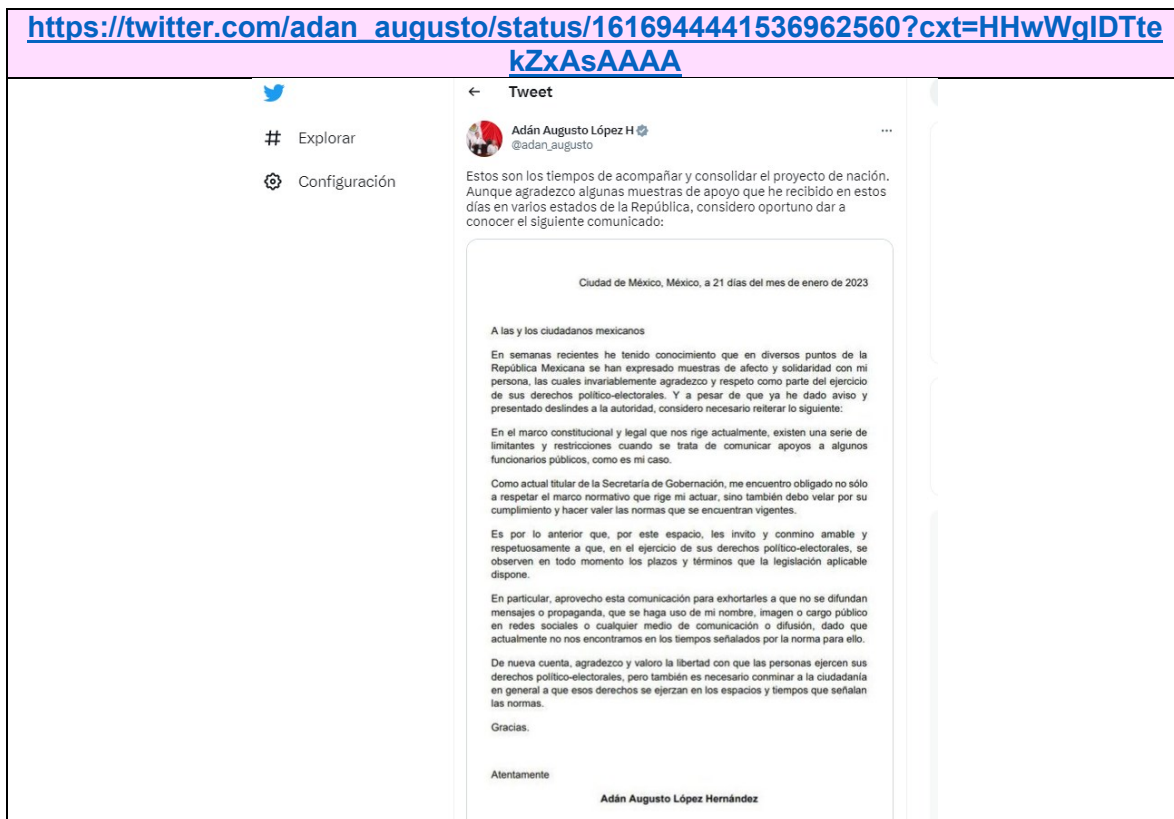 https://twitter.com/adan_augusto/status/1616944441536962560?cxt=HHwWgIDTte
kZxAsAAAA
← Tweet
Adán Augusto López H
@adan_augusto
# Explorar
Configuración
Estos son los tiempos de acompañar y consolidar el proyecto de nación.
Aunque agradezco algunas muestras de apoyo que he recibido en estos
días en varios estados de la República, considero oportuno dar a
conocer el siguiente comunicado:
Ciudad de México, México, a 21 días del mes de enero de 2023
A las y los ciudadanos mexicanos
En semanas recientes he tenido conocimiento que en diversos puntos de la
República Mexicana se han expresado muestras de afecto y solidaridad con mi
persona, las cuales invariablemente agradezco y respeto como parte del ejercicio
de sus derechos político-electorales. Y a pesar de que ya he dado aviso y
presentado deslindes a la autoridad, considero necesario reiterar lo siguiente:
En el marco constitucional y legal que nos rige actualmente, existen una serie de
limitantes y restricciones cuando se trata de comunicar apoyos a algunos
funcionarios públicos, como es mi caso.
Como actual titular de la Secretaría de Gobernación, me encuentro obligado no sólo
a respetar el marco normativo que rige mi actuar, sino también debo velar por su
cumplimiento y hacer valer las normas que se encuentran vigentes.
Es por lo anterior que, por este espacio, les invito y conmino amable y
respetuosamente a que, en el ejercicio de sus derechos político-electorales, se
observen en todo momento los plazos y términos que la legislación aplicable
dispone.
En particular, aprovecho esta comunicación para exhortarles a que no se difundan
mensajes o propaganda, que se haga uso de mi nombre, imagen o cargo público
en redes sociales o cualquier medio de comunicación o difusión, dado que
actualmente no nos encontramos en los tiempos señalados por la norma para ello.
De nueva cuenta, agradezco y valoro la libertad con que las personas ejercen sus
derechos político-electorales, pero también es necesario conminar a la ciudadanía
en general a que esos derechos se ejerzan en los espacios y tiempos que señalan
las normas.
Gracias.
Atentamente
Adán Augusto López Hernández